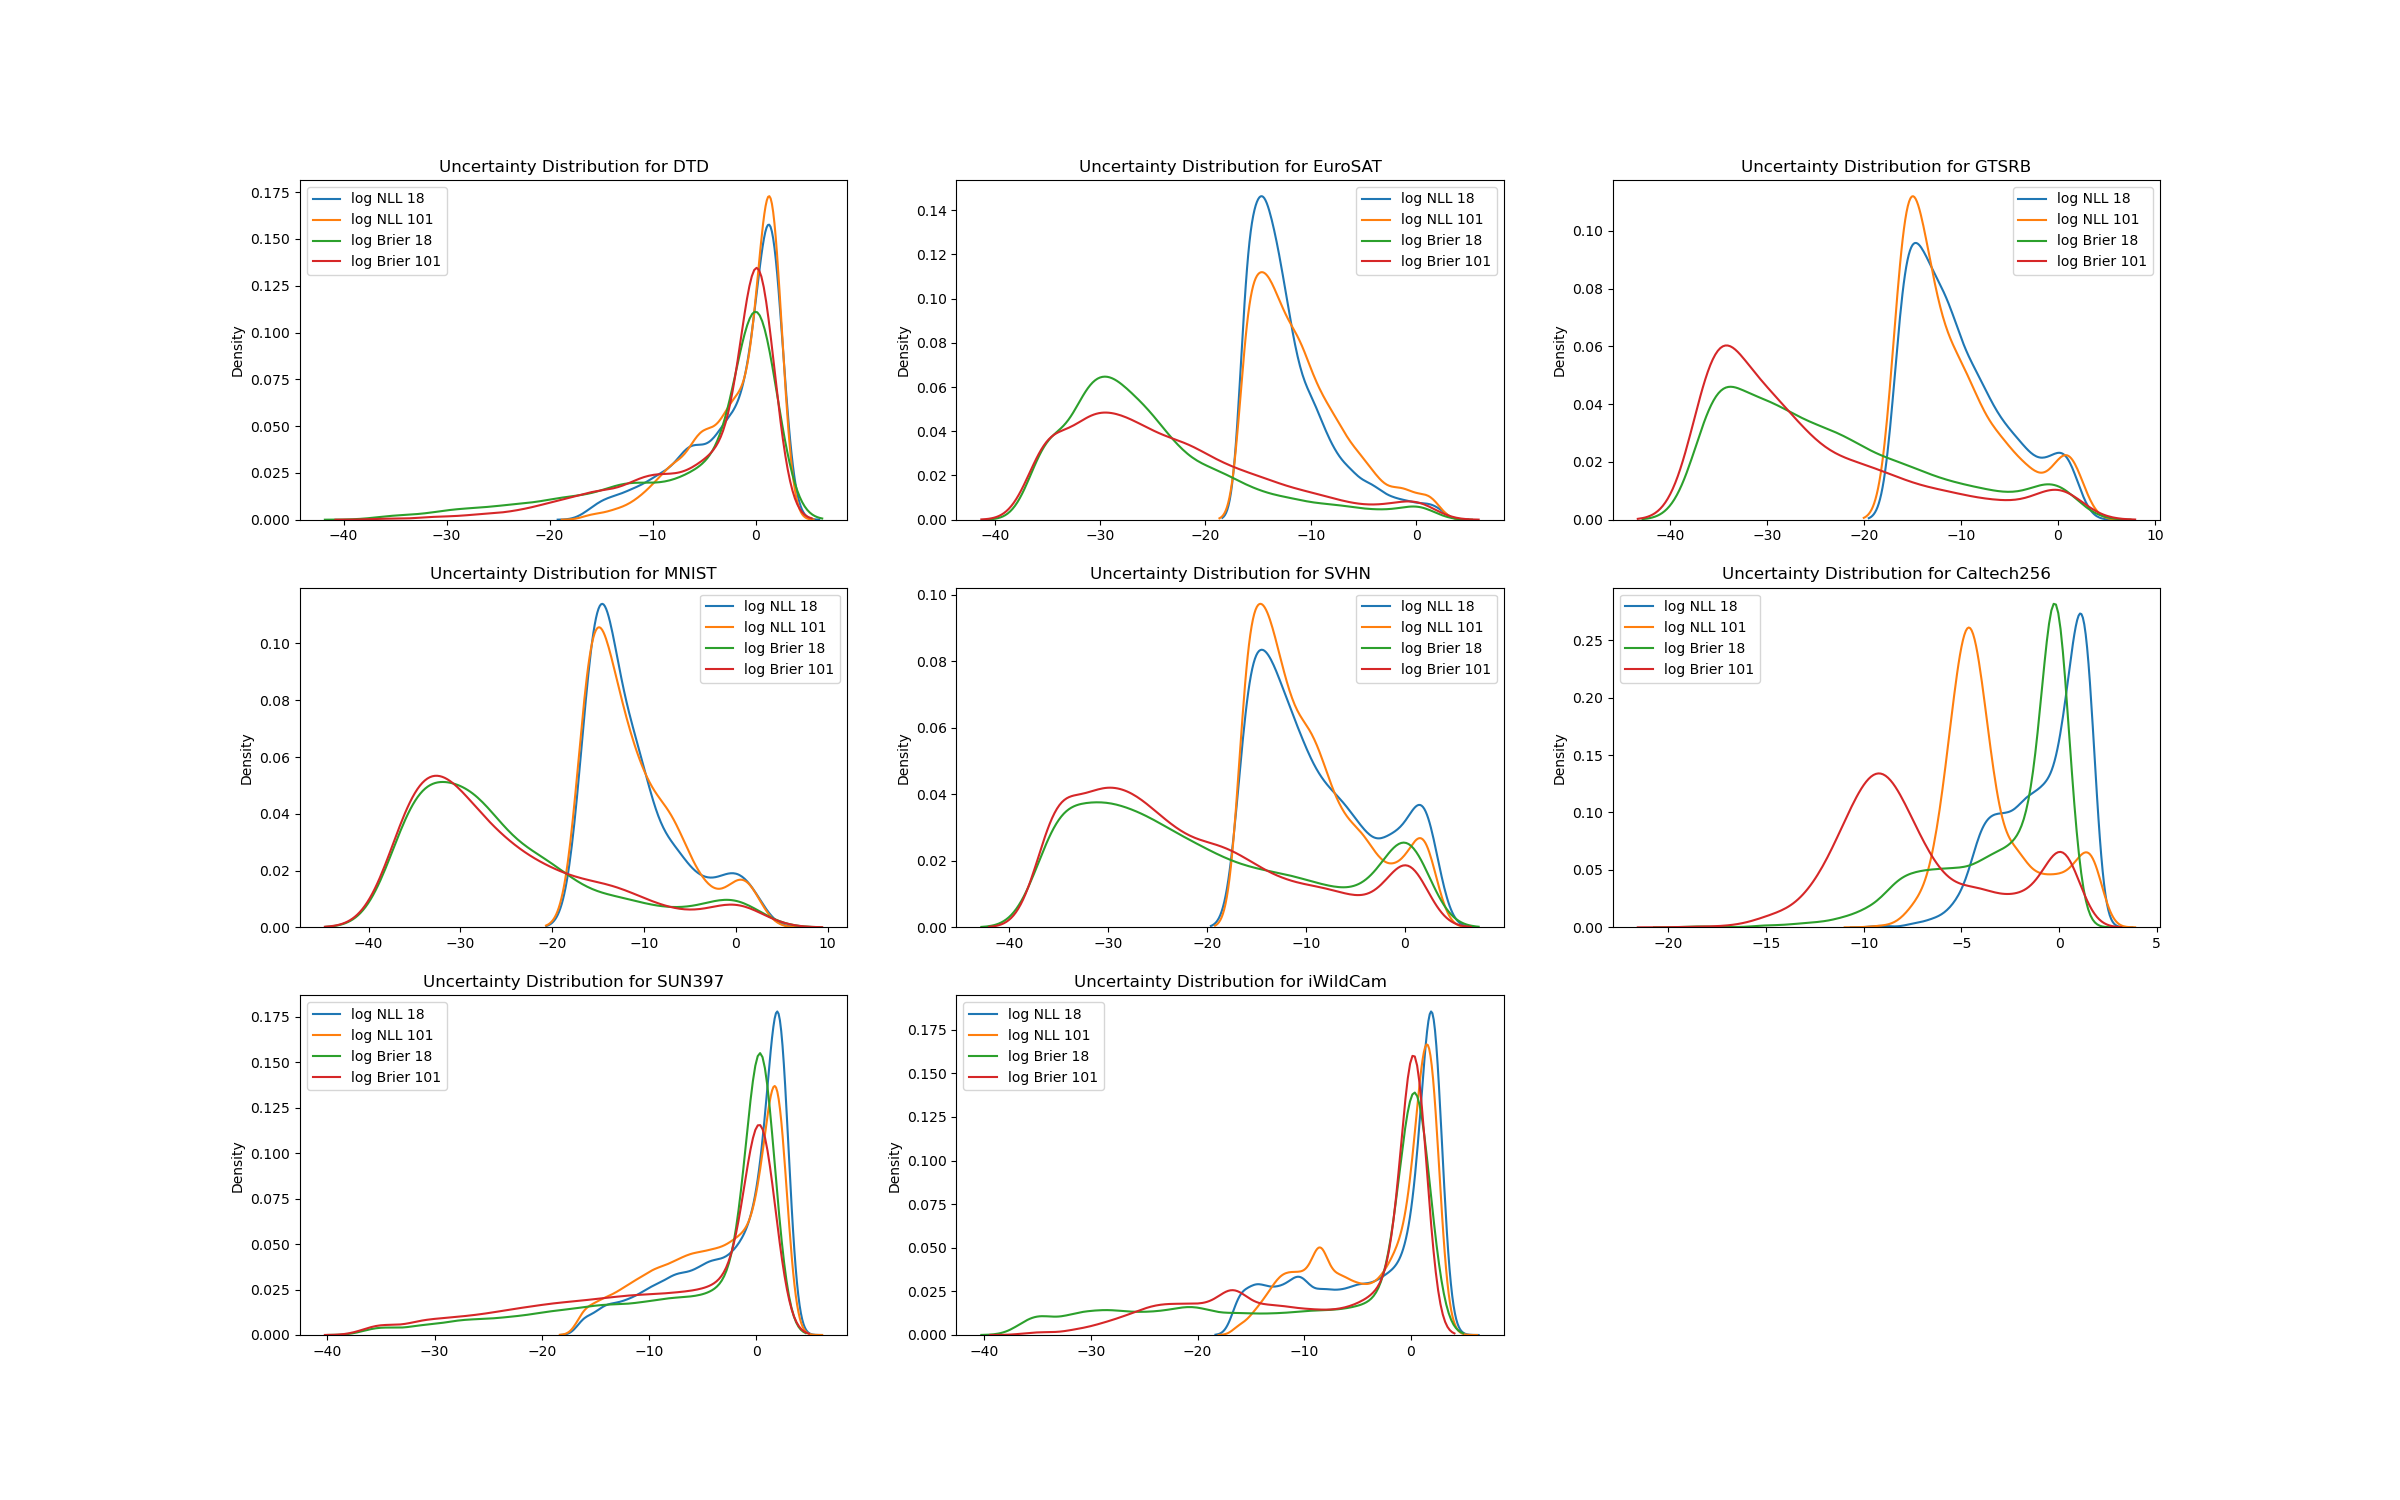 Uncertainty Distribution for DTD
log NLL 18
log NLL 101
log Brier 18
log Brier 101
Density
0.175
0.150
0.125
0.100
0.075
0.050
0.025
0.000
−40 −30 −20 −10 0
Uncertainty Distribution for EuroSAT
log NLL 18
log NLL 101
log Brier 18
log Brier 101
Density
0.14
0.12
0.10
0.08
0.06
0.04
0.02
0.00
−40 −30 −20 −10 0
Uncertainty Distribution for GTSRB
log NLL 18
log NLL 101
log Brier 18
log Brier 101
Density
0.10
0.08
0.06
0.04
0.02
0.00
−40 −30 −20 −10 0 10
Uncertainty Distribution for MNIST
log NLL 18
log NLL 101
log Brier 18
log Brier 101
Density
0.10
0.08
0.06
0.04
0.02
0.00
−40 −30 −20 −10 0 10
Uncertainty Distribution for SVHN
log NLL 18
log NLL 101
log Brier 18
log Brier 101
Density
0.10
0.08
0.06
0.04
0.02
0.00
−40 −30 −20 −10 0
Uncertainty Distribution for Caltech256
log NLL 18
log NLL 101
log Brier 18
log Brier 101
Density
0.25
0.20
0.15
0.10
0.05
0.00
−20 −15 −10 −5 0 5
Uncertainty Distribution for SUN397
log NLL 18
log NLL 101
log Brier 18
log Brier 101
Density
0.175
0.150
0.125
0.100
0.075
0.050
0.025
0.000
−40 −30 −20 −10 0
Uncertainty Distribution for iWildCam
log NLL 18
log NLL 101
log Brier 18
log Brier 101
Density
0.175
0.150
0.125
0.100
0.075
0.050
0.025
0.000
−40 −30 −20 −10 0